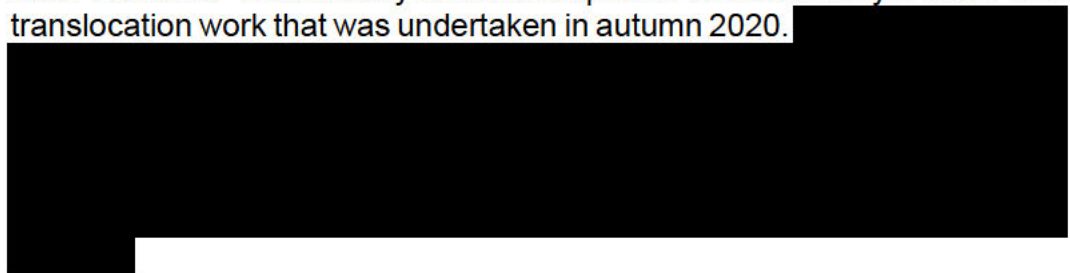 translocation work that was undertaken in autumn 2020.